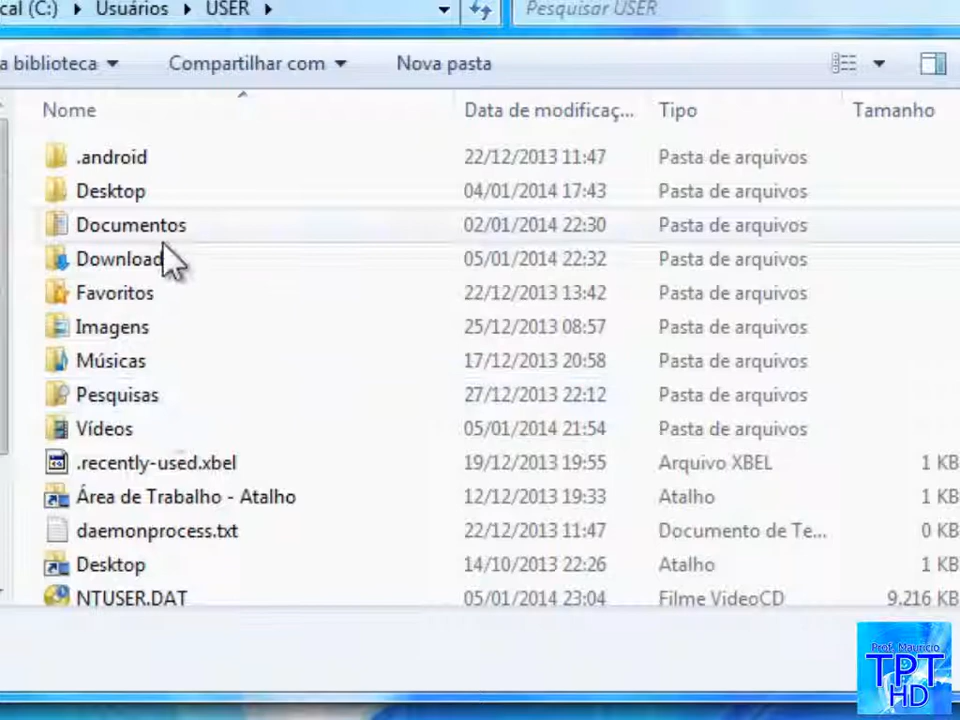 cal (C:) Usuários USER Pesquisar USER
a biblioteca Compartilhar com Nova pasta
Nome Data de modificaç... Tipo Tamanho
.android 22/12/2013 11:47 Pasta de arquivos
Desktop 04/01/2014 17:43 Pasta de arquivos
Documentos 02/01/2014 22:30 Pasta de arquivos
Download 05/01/2014 22:32 Pasta de arquivos
Favoritos 22/12/2013 13:42 Pasta de arquivos
Imagens 25/12/2013 08:57 Pasta de arquivos
Músicas 17/12/2013 20:58 Pasta de arquivos
Pesquisas 27/12/2013 22:12 Pasta de arquivos
Vídeos 05/01/2014 21:54 Pasta de arquivos
.recently-used.xbel 19/12/2013 19:55 Arquivo XBEL 1 KB
Área de Trabalho - Atalho 12/12/2013 19:33 Atalho 1 KB
daemonprocess.txt 22/12/2013 11:47 Documento de Te... 0 KB
Desktop 14/10/2013 22:26 Atalho 1 KB
NTUSER.DAT 05/01/2014 23:04 Filme VideoCD 9.216 KB
Prof. Maurício
TPT
HD